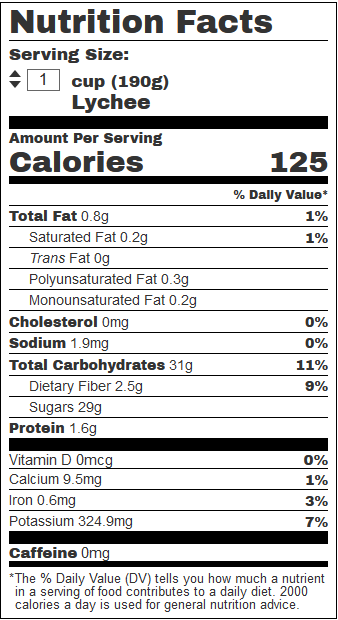 Nutrition Facts
Serving Size:
1 cup (190g)
Lychee
Amount Per Serving
Calories 125
% Daily Value*
Total Fat 0.8g 1%
Saturated Fat 0.2g 1%
Trans Fat 0g
Polyunsaturated Fat 0.3g
Monounsaturated Fat 0.2g
Cholesterol 0mg 0%
Sodium 1.9mg 0%
Total Carbohydrates 31g 11%
Dietary Fiber 2.5g 9%
Sugars 29g
Protein 1.6g
Vitamin D 0mcg 0%
Calcium 9.5mg 1%
Iron 0.6mg 3%
Potassium 324.9mg 7%
Caffeine 0mg
*The % Daily Value (DV) tells you how much a nutrient
in a serving of food contributes to a daily diet. 2000
calories a day is used for general nutrition advice.